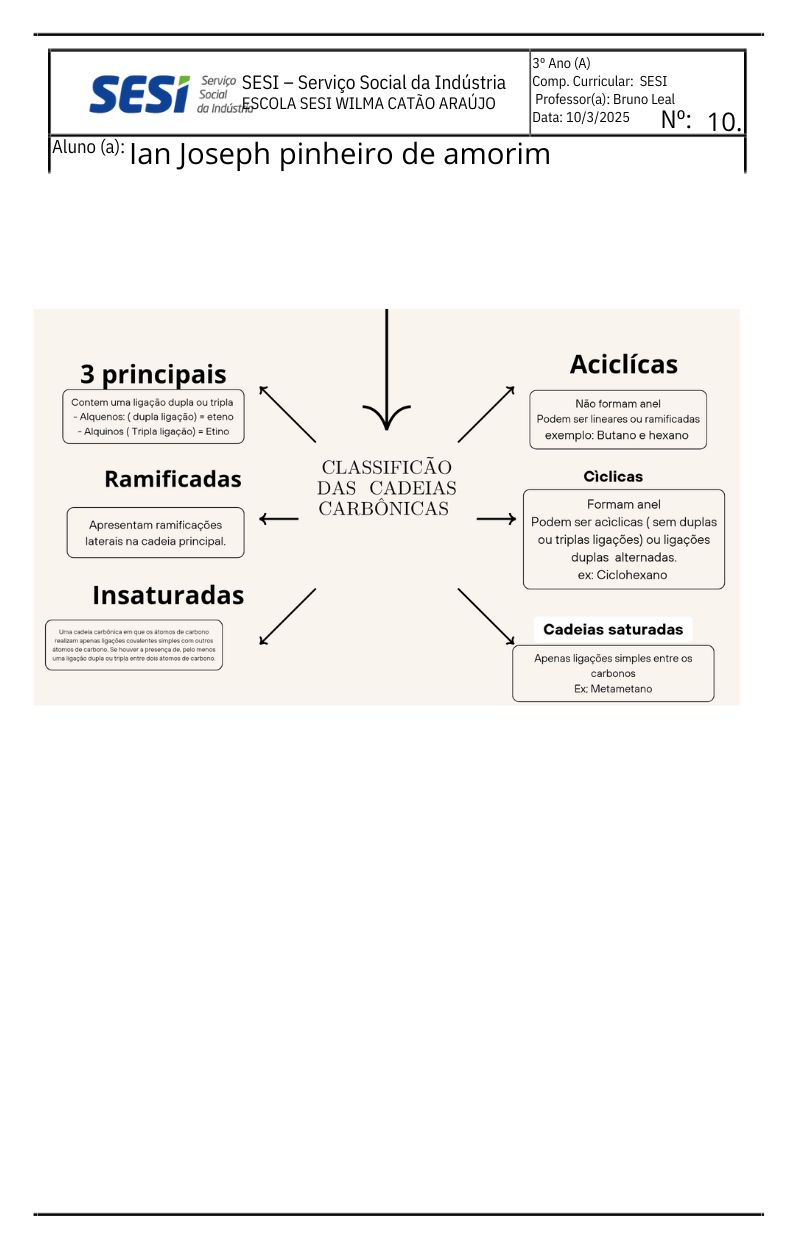 SESI
Serviço
Social
da Indústria
SESI – Serviço Social da Indústria
ESCOLA SESI WILMA CATÃO ARAÚJO
3º Ano (A)
Comp. Curricular: SESI
Professor(a): Bruno Leal
Data: 10/3/2025
Nº: 10.
Aluno (a): Ian Joseph pinheiro de amorim
3 principais
Contem uma ligação dupla ou tripla
- Alquenos: ( dupla ligação) = eteno
- Alquinos ( Tripla ligação) = Etino
Ramificadas
Apresentam ramificações
laterais na cadeia principal.
Insaturadas
Uma cadeia carbônica em que os átomos de carbono
realizam apenas ligações covalentes simples com outros
átomos de carbono. Se houver a presença de, pelo menos
uma ligação dupla ou tripla entre dois átomos de carbono.
CLASSIFICÃO
DAS CADEIAS
CARBÔNICAS
Aciclícas
Não formam anel
Podem ser lineares ou ramificadas
exemplo: Butano e hexano
Cìclicas
Formam anel
Podem ser acìclicas ( sem duplas
ou triplas ligações) ou ligações
duplas alternadas.
ex: Ciclohexano
Cadeias saturadas
Apenas ligações simples entre os
carbonos
Ex: Metametano